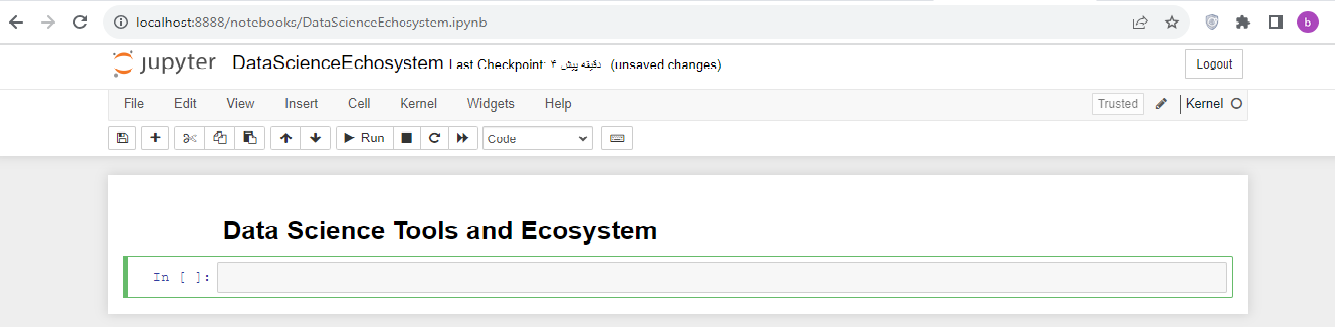 localhost:8888/notebooks/DataScienceEchosystem.ipynb
b
jupyter DataScienceEchosystem Last Checkpoint: ۴ دقیقه پیش (unsaved changes) Logout
File Edit View Insert Cell Kernel Widgets Help Trusted Kernel
Run Code
Data Science Tools and Ecosystem
In [ ]: